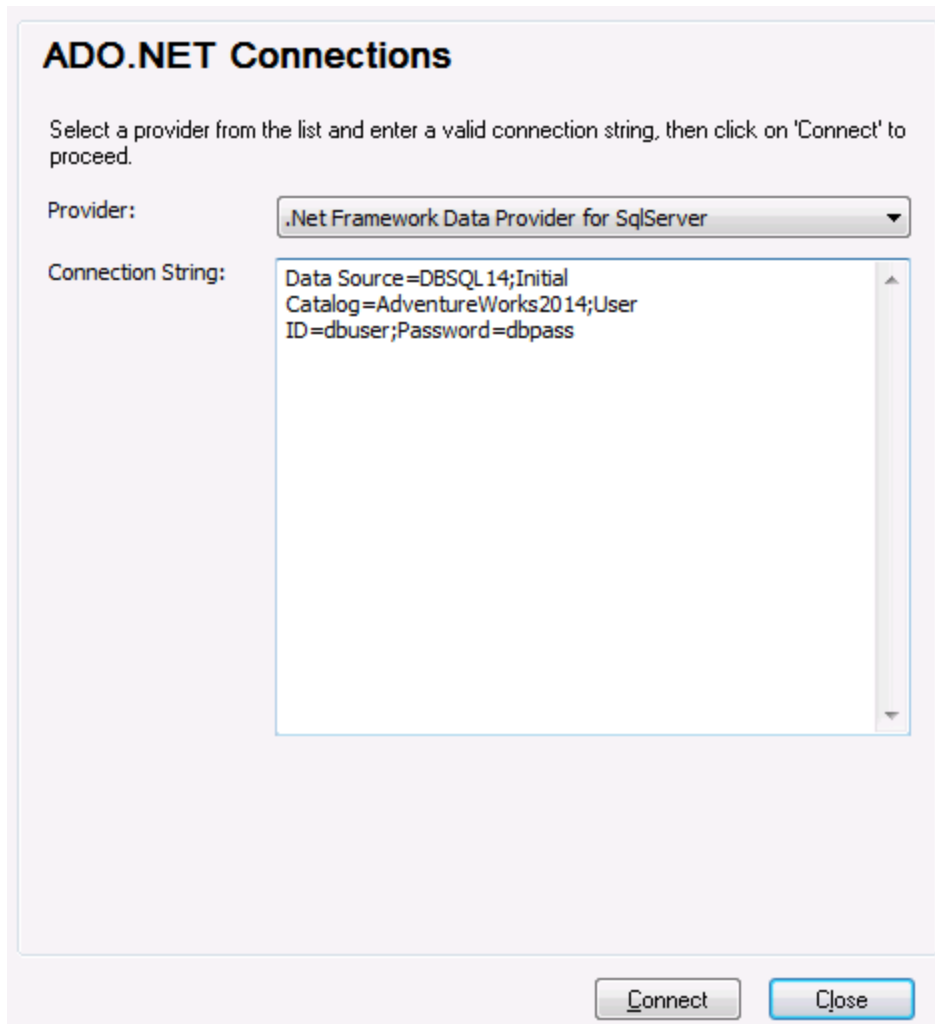 ADO.NET Connections
Select a provider from the list and enter a valid connection string, then click on 'Connect' to
proceed.
Provider:
.Net Framework Data Provider for SqlServer
Connection String:
Data Source=DBSQL14;Initial
Catalog=AdventureWorks2014;User
ID=dbuser;Password=dbpass
Connect
Close